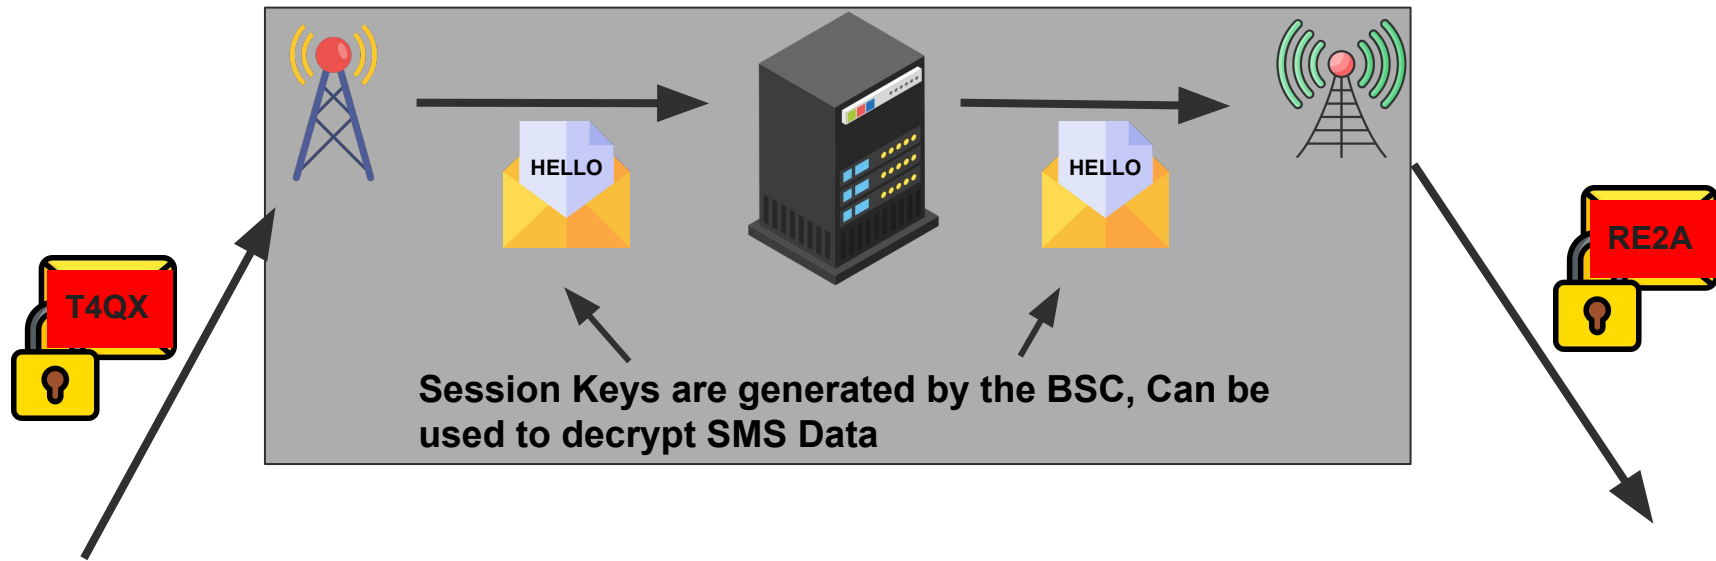 HELLO
HELLO
RE2A
T4QX
Session Keys are generated by the BSC, Can be
used to decrypt SMS Data